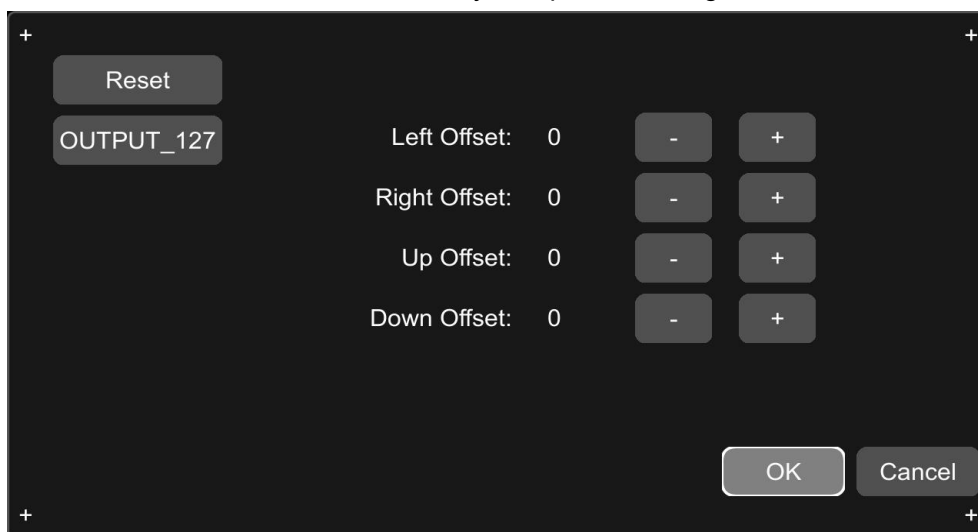 + +
Reset
OUTPUT_127 Left Offset: 0 - +
Right Offset: 0 - +
Up Offset: 0 - +
Down Offset: 0 - +
OK Cancel
+ +